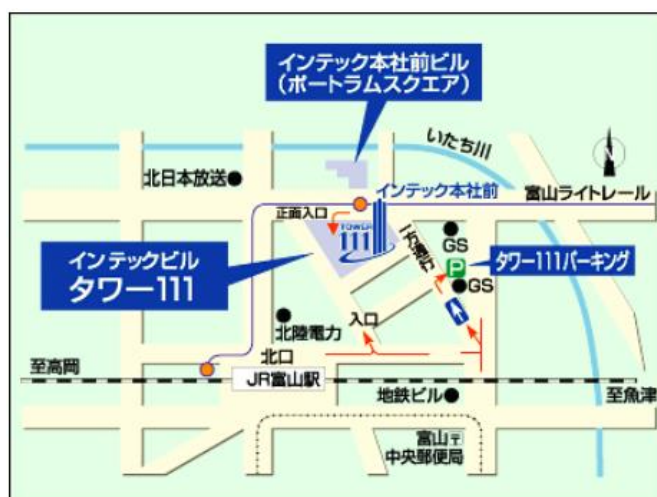 インテック本社前ビル
(ポートラムスクエア)
いたち川
北日本放送
インテック本社前
富山ライトレール
正面入口
TOWER
111
一方通行
GS
インテックビル
タワー111
P
タワー111パーキング
GS
北陸電力
入口
北口
至高岡
JR富山駅
地鉄ビル
至魚津
富山〒
中央郵便局